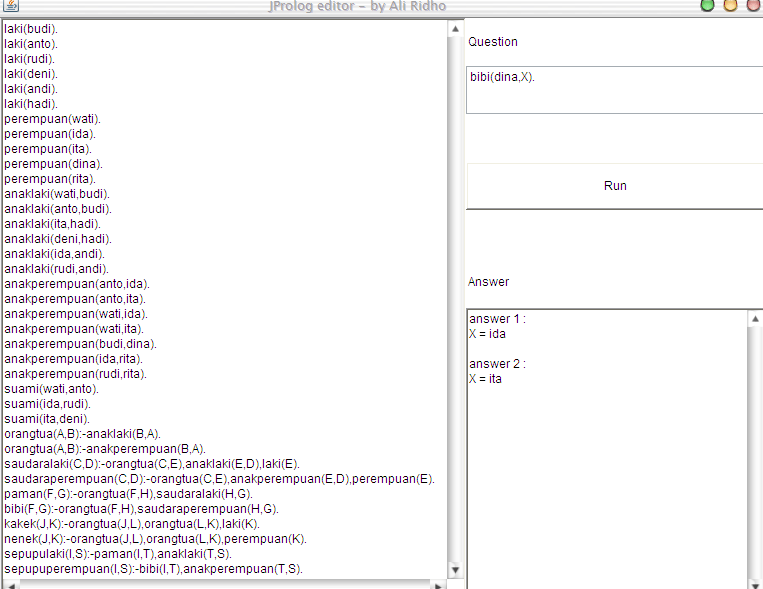 JProlog editor - by Ali Ridho
laki(budi).
laki(anto).
laki(rudi).
laki(deni).
laki(andi).
laki(hadi).
perempuan(wati).
perempuan(ida).
perempuan(ita).
perempuan(dina).
perempuan(rita).
anaklaki(wati,budi).
anaklaki(anto,budi).
anaklaki(ita,hadi).
anaklaki(deni,hadi).
anaklaki(ida,andi).
anaklaki(rudi,andi).
anakperempuan(anto,ida).
anakperempuan(anto,ita).
anakperempuan(wati,ida).
anakperempuan(wati,ita).
anakperempuan(budi,dina).
anakperempuan(ida,rita).
anakperempuan(rudi,rita).
suami(wati,anto).
suami(ida,rudi).
suami(ita,deni).
orangtua(A,B):-anaklaki(B,A).
orangtua(A,B):-anakperempuan(B,A).
saudaralaki(C,D):-orangtua(C,E),anaklaki(E,D),laki(E).
saudaraperempuan(C,D):-orangtua(C,E),anakperempuan(E,D),perempuan(E).
paman(F,G):-orangtua(F,H),saudaralaki(H,G).
bibi(F,G):-orangtua(F,H),saudaraperempuan(H,G).
kakek(J,K):-orangtua(J,L),orangtua(L,K),laki(K).
nenek(J,K):-orangtua(J,L),orangtua(L,K),perempuan(K).
sepupulaki(I,S):-paman(I,T),anaklaki(T,S).
sepupuperempuan(I,S):-bibi(I,T),anakperempuan(T,S).
Question
bibi(dina,X).
Run
Answer
answer 1 :
X = ida
answer 2 :
X = ita